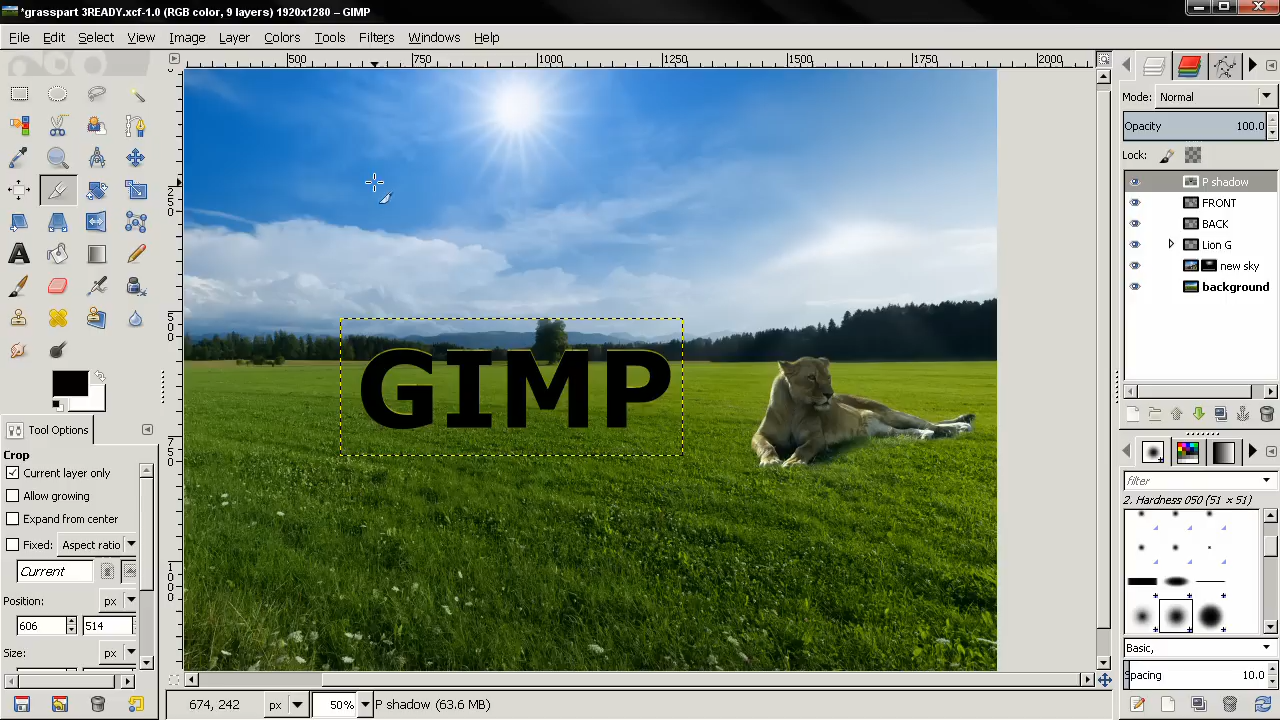 *grasspart 3READY.xcf-1.0 (RGB color, 9 layers) 1920x1280 – GIMP
File Edit Select View Image Layer Colors Tools Filters Windows Help
500 750 1000 1250 1500 1750 2000
Mode: Normal
Opacity 100.0
Lock:
P shadow
FRONT
BACK
Lion G
new sky
background
250
500
750
1000
GIMP
Tool Options
Crop
Current layer only
Allow growing
Expand from center
Fixed: Aspect ratio
Current
Position: px
606 514
Size: px
filter
2. Hardness 050 (51 × 51)
Basic,
Spacing 10.0
674, 242 px 50% P shadow (63.6 MB)